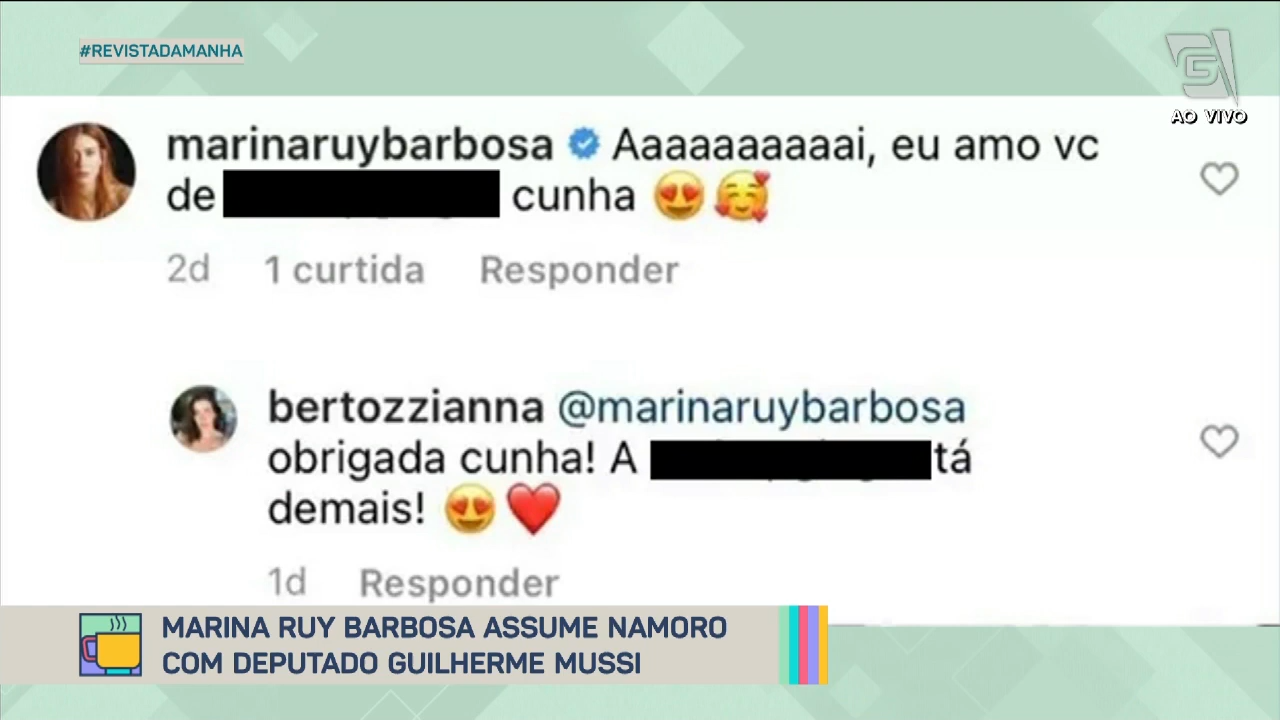 #REVISTADAMANHA
G
AO VIVO
marinaruybarbosa Aaaaaaaaaai, eu amo vc
de cunha 😍🥰
2d 1 curtida Responder
bertozzianna @marinaruybarbosa
obrigada cunha! A tá
demais! 😍❤️
1d Responder
MARINA RUY BARBOSA ASSUME NAMORO
COM DEPUTADO GUILHERME MUSSI